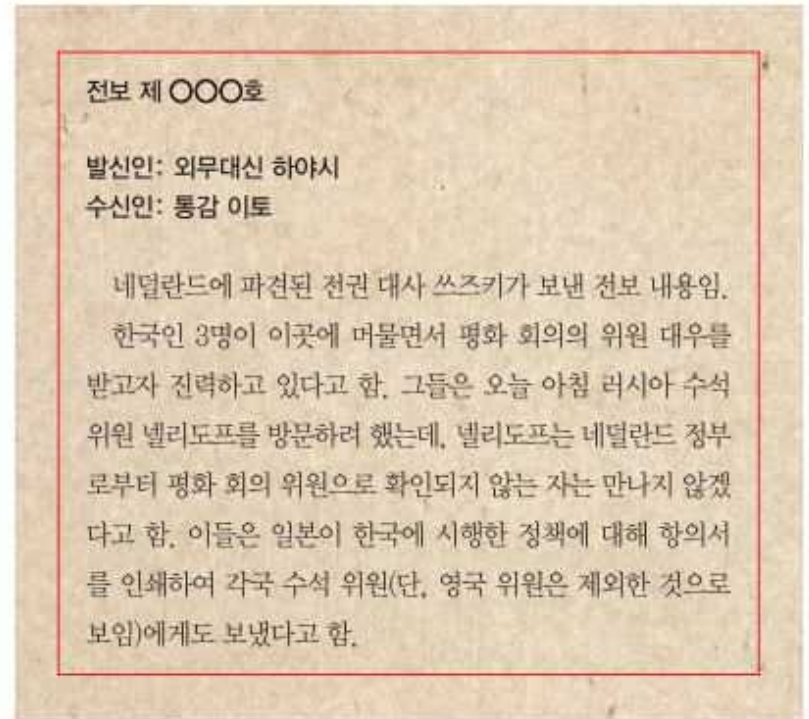 전보 제 ○○○호
발신인: 외무대신 하야시
수신인: 통감 이토
네덜란드에 파견된 전권 대사 쓰즈키가 보낸 전보 내용임.
한국인 3명이 이곳에 머물면서 평화 회의의 위원 대우를
받고자 진력하고 있다고 함. 그들은 오늘 아침 러시아 수석
위원 넬리도프를 방문하려 했는데, 넬리도프는 네덜란드 정부
로부터 평화 회의 위원으로 확인되지 않는 자는 만나지 않겠
다고 함. 이들은 일본이 한국에 시행한 정책에 대해 항의서
를 인쇄하여 각국 수석 위원(단, 영국 위원은 제외한 것으로
보임)에게도 보냈다고 함.